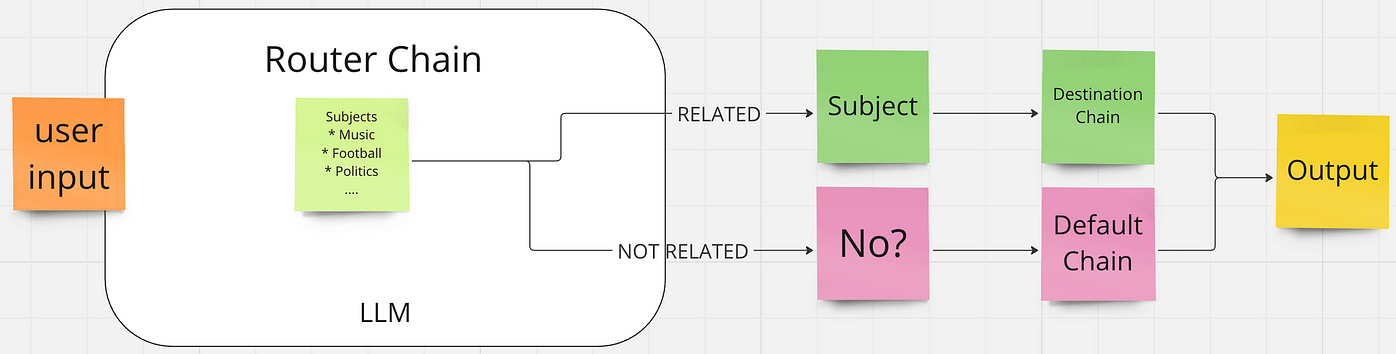 Router Chain
user
input
Subjects
* Music
* Football
* Politics
....
LLM
RELATED
NOT RELATED
Subject
No?
Destination
Chain
Default
Chain
Output